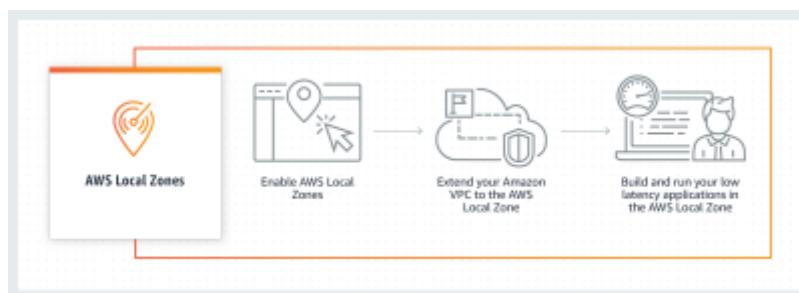 AWS Local Zones
Enable AWS Local
Zones
Extend your Amazon
VPC to the AWS
Local Zone
Build and run your low
latency applications in
the AWS Local Zone